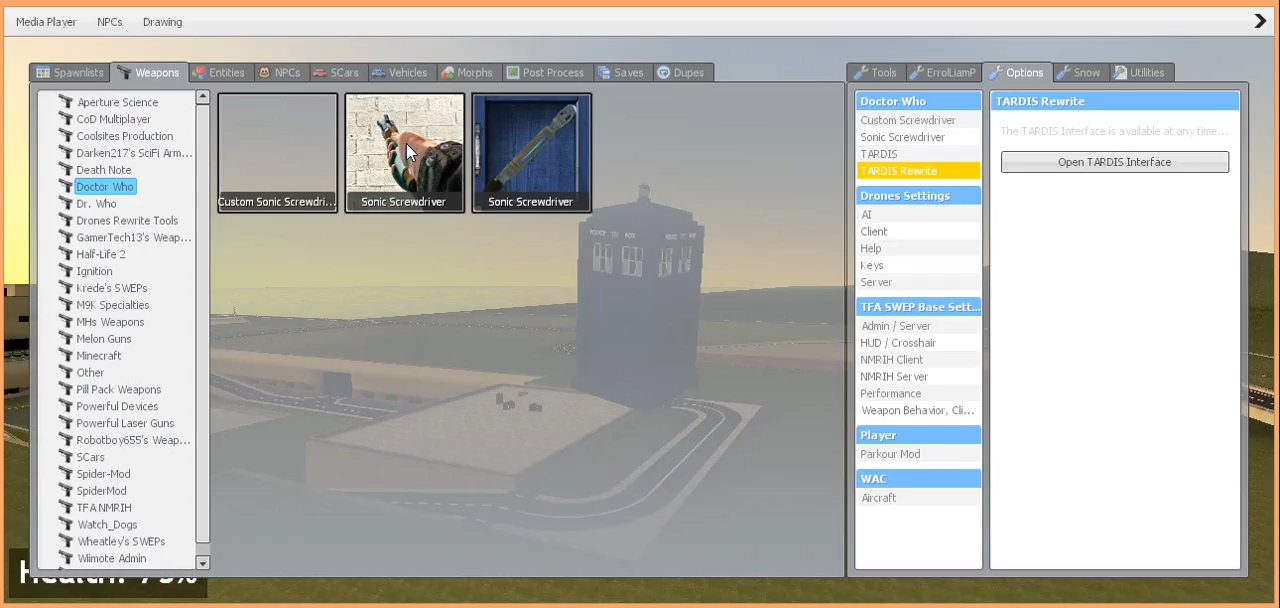 Media Player NPCs Drawing
Spawnlists Weapons Entities NPCs SCars Vehicles Morphs Post Process Saves Dupes
Tools ErrolLiamP Options Snow Utilities
Aperture Science
CoD Multiplayer
Coolsites Production
Darken217's SciFi Arm...
Death Note
Doctor Who
Dr. Who
Drones Rewrite Tools
GamerTech13's Weap...
Half-Life 2
Ignition
Krede's SWEPs
M9K Specialties
MHs Weapons
Melon Guns
Minecraft
Other
Pill Pack Weapons
Powerful Devices
Powerful Laser Guns
Robotboy655's Weap...
SCars
Spider-Mod
SpiderMod
TFA NMRIH
Watch_Dogs
Wheatley's SWEPs
Wiimote Admin
Custom Sonic Screwdri...
Sonic Screwdriver
Sonic Screwdriver
Doctor Who
Custom Screwdriver
Sonic Screwdriver
TARDIS
TARDIS Rewrite
Drones Settings
AI
Client
Help
Keys
Server
TFA SWEP Base Sett...
Admin / Server
HUD / Crosshair
NMRIH Client
NMRIH Server
Performance
Weapon Behavior, Cli...
Player
Parkour Mod
WAC
Aircraft
TARDIS Rewrite
The TARDIS Interface is available at any time...
Open TARDIS Interface